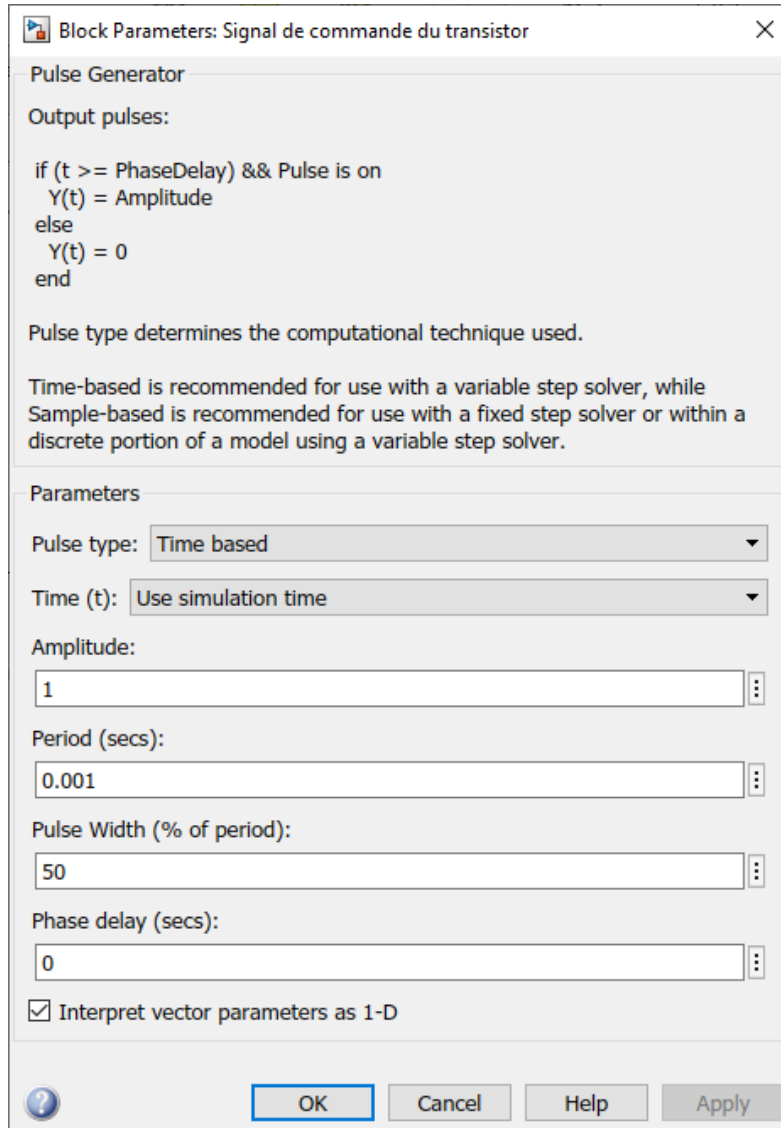 Block Parameters: Signal de commande du transistor
Pulse Generator
Output pulses:
if (t >= PhaseDelay) && Pulse is on
Y(t) = Amplitude
else
Y(t) = 0
end
Pulse type determines the computational technique used.
Time-based is recommended for use with a variable step solver, while
Sample-based is recommended for use with a fixed step solver or within a
discrete portion of a model using a variable step solver.
Parameters
Pulse type: Time based
Time (t): Use simulation time
Amplitude:
1
Period (secs):
0.001
Pulse Width (% of period):
50
Phase delay (secs):
0
Interpret vector parameters as 1-D
? OK Cancel Help Apply